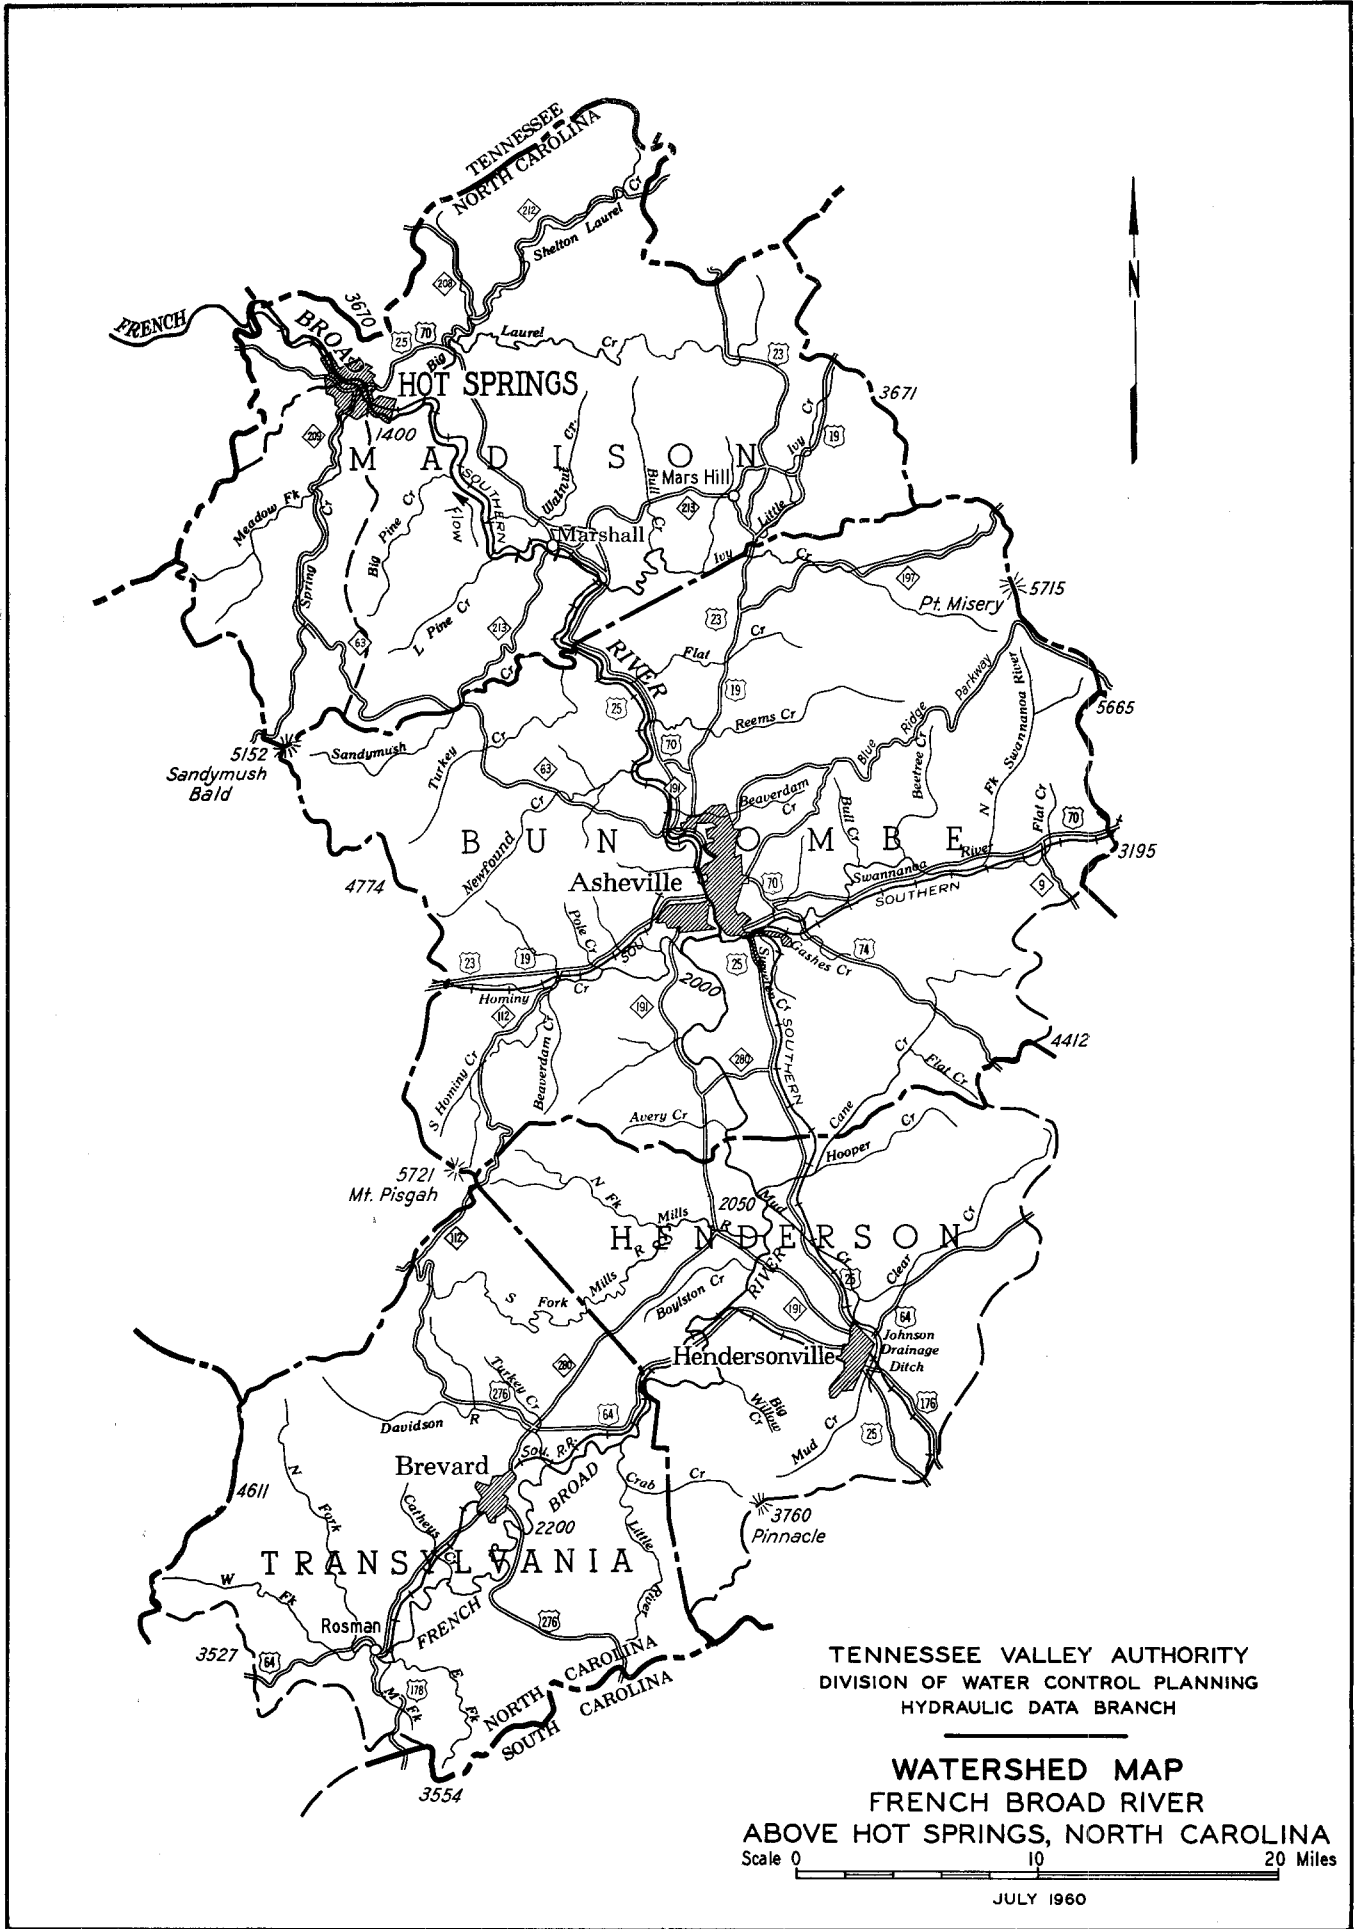 TENNESSEE
NORTH CAROLINA
Cr
212
Shelton Laurel
208
3670
FRENCH
BROAD
25
70
Big
Laurel
Cr
23
HOT SPRINGS
3671
1400
209
Cr
Ivy
19
MADISON
SOUTHERN
Walnut
Cr.
Bull
Cr
Mars Hill
213
Little
Meadow Fk
Cr
Spring
Big Pine Cr
flow
Marshall
Ivy
Cr
197
5715
Pt. Misery
L Pine Cr
213
63
Cr
23
Flat
Cr
RIVER
19
25
Reems Cr
70
Blue Ridge Parkway
N Fk Swannanoa River
5665
5152
Sandymush
Bald
Sandymush
Turkey
Cr
63
191
Beaverdam
Cr
Bull Cr
Beetree Cr
Flat Cr
70
3195
BUNCOMBE
Newfound
Cr
4774
Asheville
70
Swannanoa
River
SOUTHERN
9
Pole Cr
SOU
23
19
Hominy
Cr
112
25
Gashes Cr
74
2000
191
Cr
SOUTHERN
280
4412
S Hominy Cr
Beaverdam Cr
Cr
Flat Cr
Cane
Avery Cr
Hooper
Cr
5721
Mt. Pisgah
N Fk
Mills
R
2050
Mud
Cr
HENDERSON
112
S
Fork
Mills
R
Boylston Cr
RIVER
191
25
Clear
Cr
64
Johnson
Drainage
Ditch
Hendersonville
280
Turkey Cr
276
64
Davidson
R
Big
Willow
Cr
Mud
Cr
25
176
Brevard
Sou. R.R.
BROAD
Crab
Cr
3760
Pinnacle
4611
N
Fork
Catheys
Cr
2200
Little
River
TRANSYLVANIA
W
Fk
Rosman
FRENCH
276
3527
64
178
M
Fk
E
Fk
NORTH CAROLINA
SOUTH CAROLINA
3554
N
TENNESSEE VALLEY AUTHORITY
DIVISION OF WATER CONTROL PLANNING
HYDRAULIC DATA BRANCH
WATERSHED MAP
FRENCH BROAD RIVER
ABOVE HOT SPRINGS, NORTH CAROLINA
Scale 0 10 20 Miles
JULY 1960